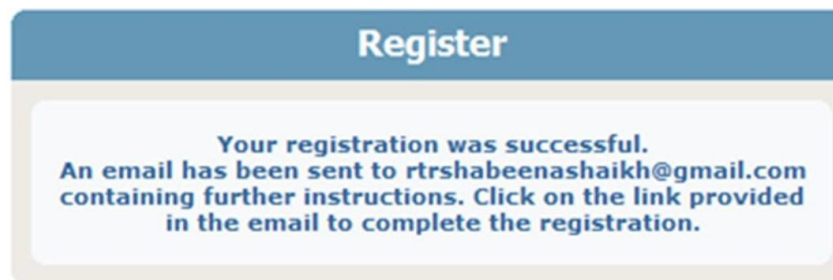 Register
Your registration was successful.
An email has been sent to rtrshabeenashaikh@gmail.com
containing further instructions. Click on the link provided
in the email to complete the registration.